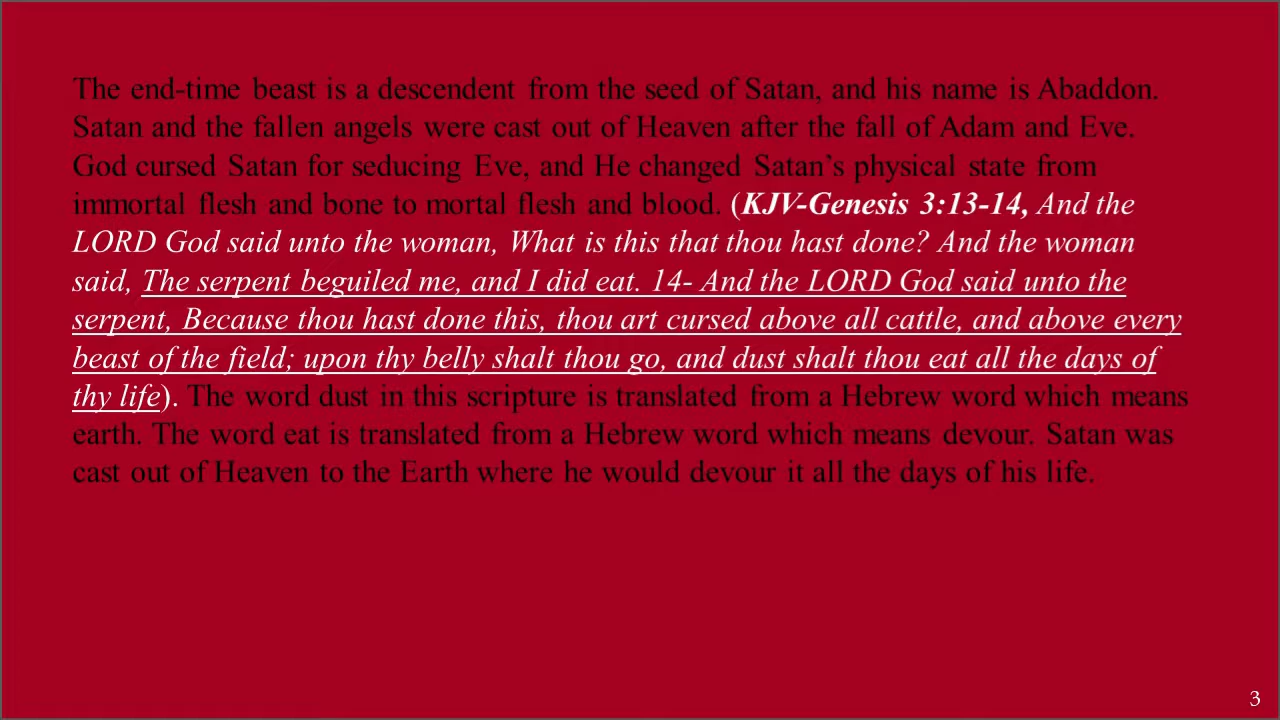 The end-time beast is a descendent from the seed of Satan, and his name is Abaddon.
Satan and the fallen angels were cast out of Heaven after the fall of Adam and Eve.
God cursed Satan for seducing Eve, and He changed Satan’s physical state from
immortal flesh and bone to mortal flesh and blood. (KJV-Genesis 3:13-14, And the
LORD God said unto the woman, What is this that thou hast done? And the woman
said, The serpent beguiled me, and I did eat. 14- And the LORD God said unto the
serpent, Because thou hast done this, thou art cursed above all cattle, and above every
beast of the field; upon thy belly shalt thou go, and dust shalt thou eat all the days of
thy life). The word dust in this scripture is translated from a Hebrew word which means
earth. The word eat is translated from a Hebrew word which means devour. Satan was
cast out of Heaven to the Earth where he would devour it all the days of his life.
3